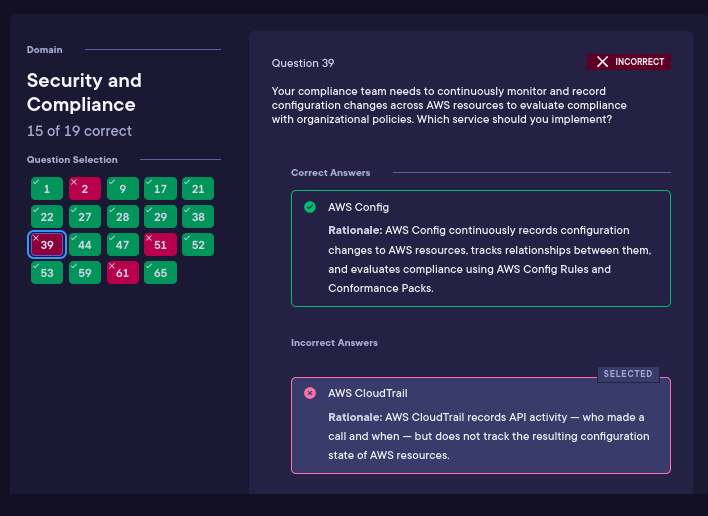 Domain
Security and
Compliance
15 of 19 correct
Question Selection
1 2 9 17 21
22 27 28 29 38
39 44 47 51 52
53 59 61 65
Question 39
INCORRECT
Your compliance team needs to continuously monitor and record
configuration changes across AWS resources to evaluate compliance
with organizational policies. Which service should you implement?
Correct Answers
AWS Config
Rationale: AWS Config continuously records configuration
changes to AWS resources, tracks relationships between them,
and evaluates compliance using AWS Config Rules and
Conformance Packs.
Incorrect Answers
SELECTED
AWS CloudTrail
Rationale: AWS CloudTrail records API activity — who made a
call and when — but does not track the resulting configuration
state of AWS resources.